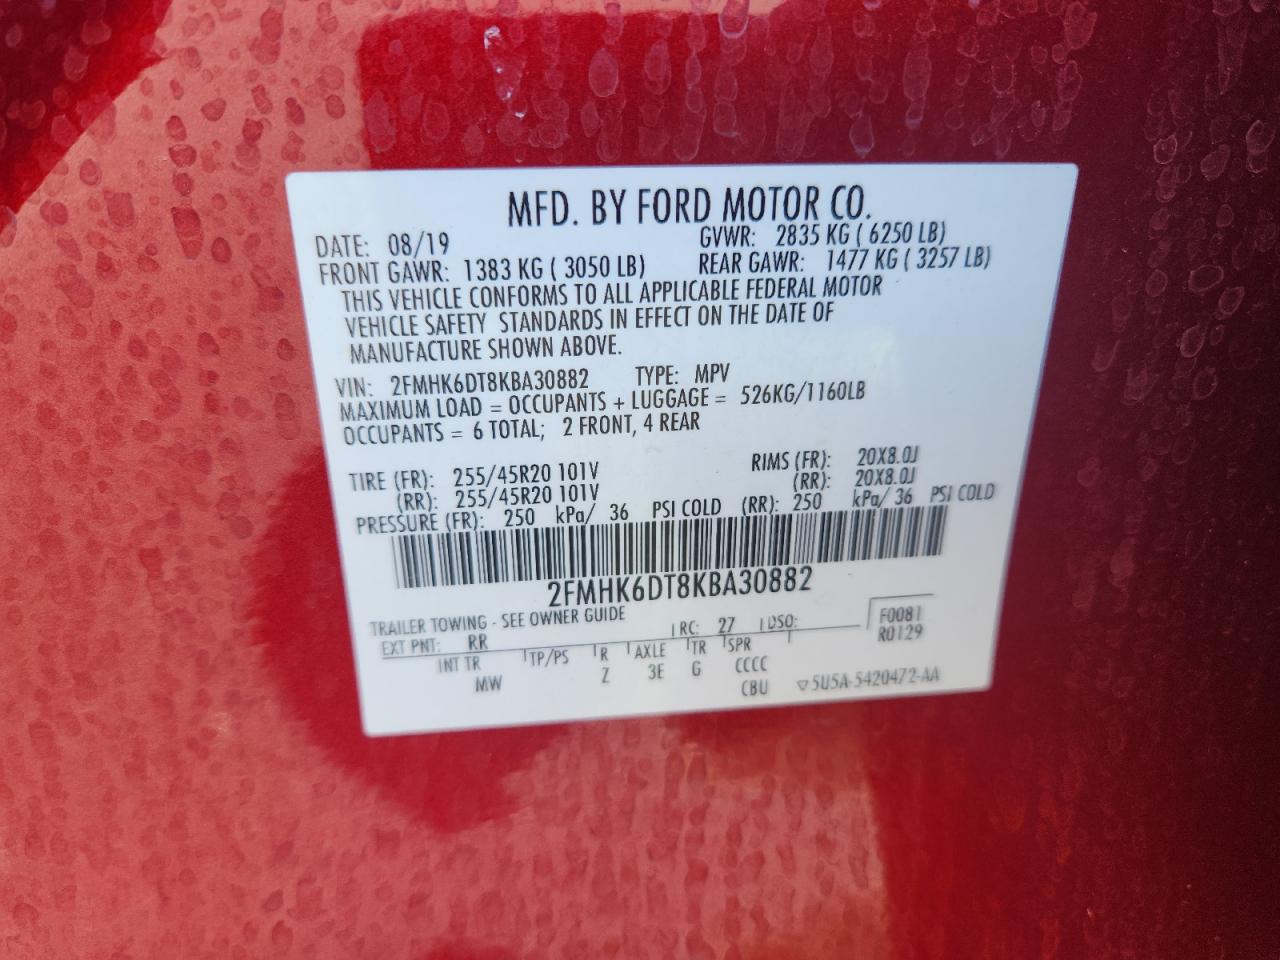 MFD. BY FORD MOTOR CO.
DATE: 08/19 GVWR: 2835 KG ( 6250 LB)
FRONT GAWR: 1383 KG ( 3050 LB) REAR GAWR: 1477 KG ( 3257 LB)
THIS VEHICLE CONFORMS TO ALL APPLICABLE FEDERAL MOTOR
VEHICLE SAFETY STANDARDS IN EFFECT ON THE DATE OF
MANUFACTURE SHOWN ABOVE.
VIN: 2FMHK6DT8KBA30882 TYPE: MPV
MAXIMUM LOAD = OCCUPANTS + LUGGAGE = 526KG/1160LB
OCCUPANTS = 6 TOTAL; 2 FRONT, 4 REAR
TIRE (FR): 255/45R20 101V RIMS (FR): 20X8.0J
(RR): 255/45R20 101V (RR): 20X8.0J
PRESSURE (FR): 250 kPa/ 36 PSI COLD (RR): 250 kPa/ 36 PSI COLD
2FMHK6DT8KBA30882
TRAILER TOWING - SEE OWNER GUIDE
EXT PNT: RR RC: 27 DSO: F0081
R0129
INT TR TP/PS R AXLE TR SPR
MW Z 3E G CCCC
CBU ▽5U5A-5420472-AA